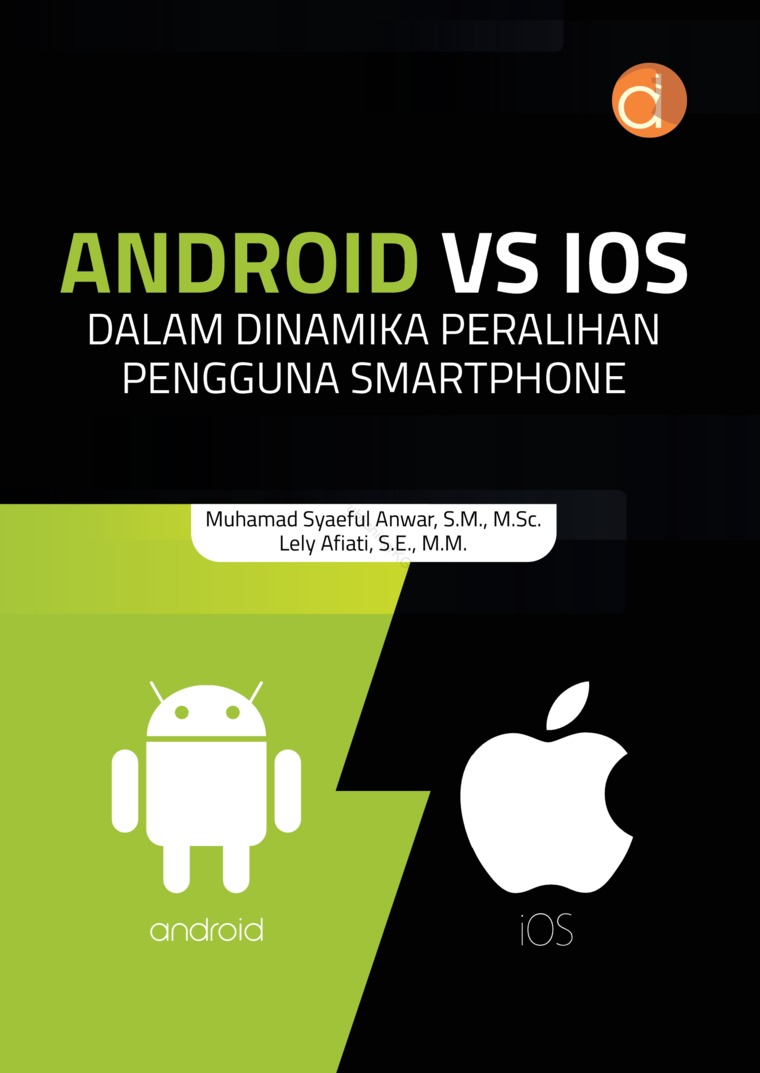 ANDROID VS IOS
DALAM DINAMIKA PERALIHAN
PENGGUNA SMARTPHONE
Muhamad Syaeful Anwar, S.M., M.Sc.
Lely Afiati, S.E., M.M.
android
iOS